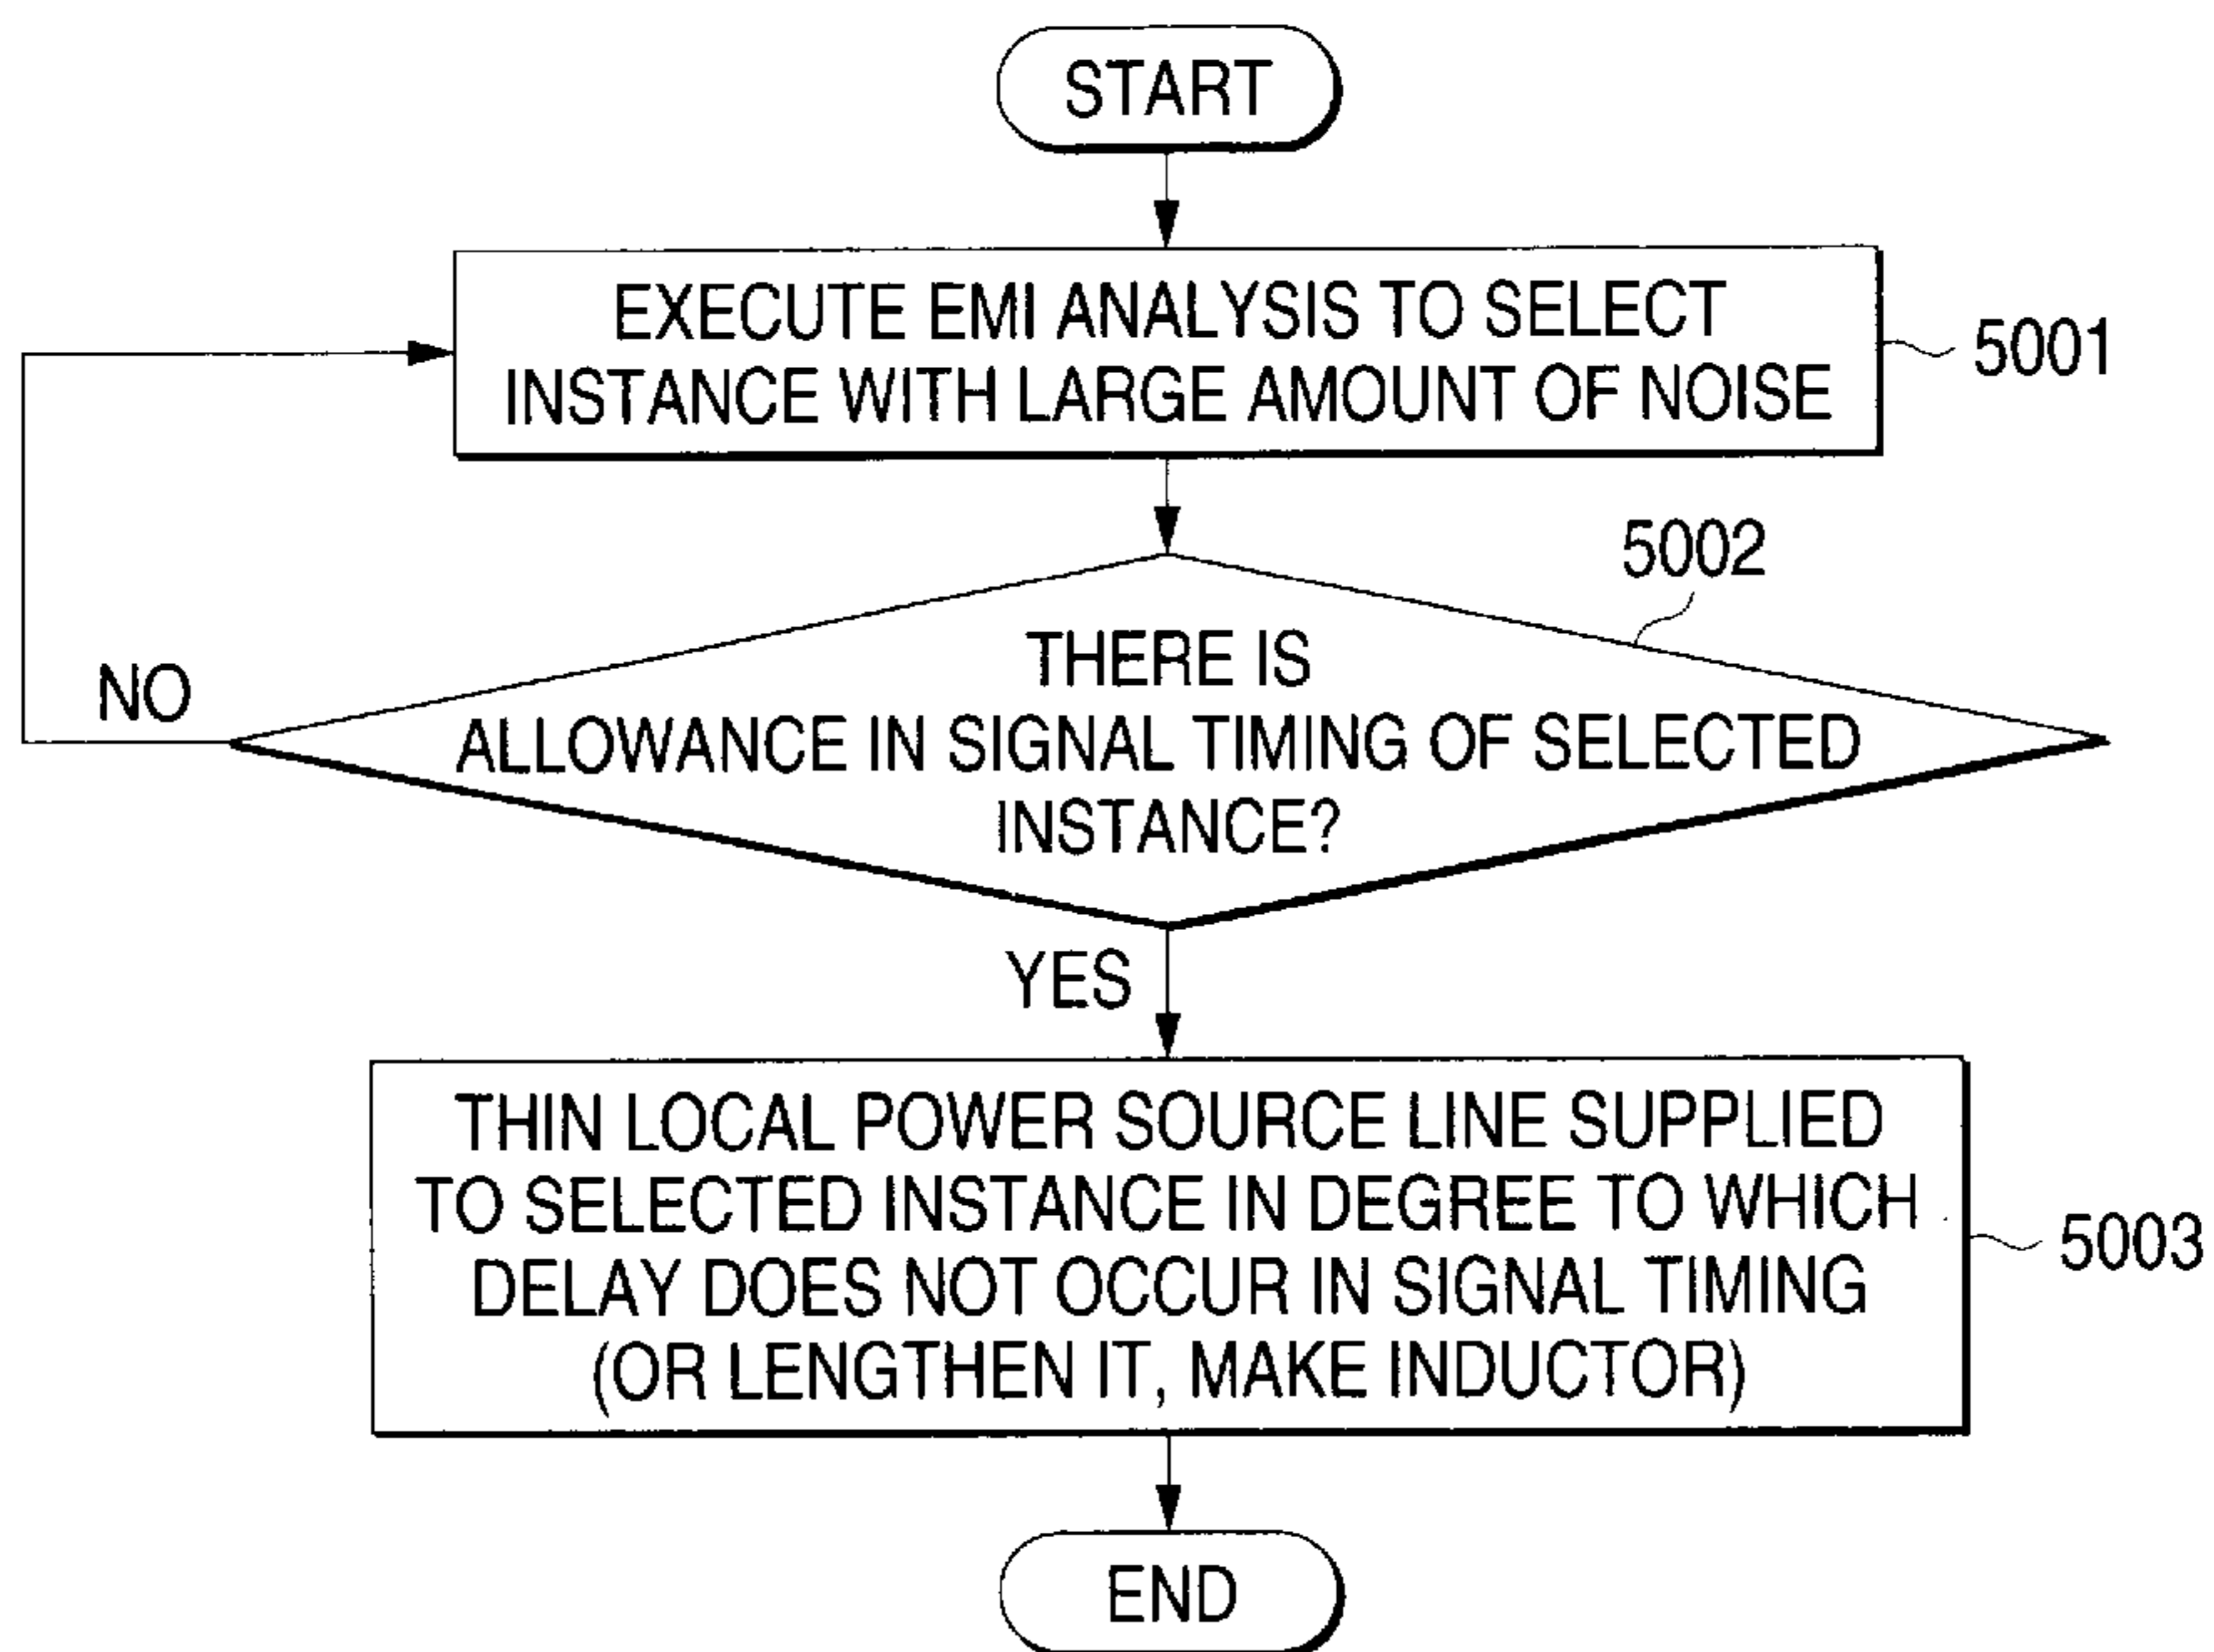 START
EXECUTE EMI ANALYSIS TO SELECT
INSTANCE WITH LARGE AMOUNT OF NOISE
5001
5002
THERE IS
ALLOWANCE IN SIGNAL TIMING OF SELECTED
INSTANCE?
NO
YES
THIN LOCAL POWER SOURCE LINE SUPPLIED
TO SELECTED INSTANCE IN DEGREE TO WHICH
DELAY DOES NOT OCCUR IN SIGNAL TIMING
(OR LENGTHEN IT, MAKE INDUCTOR)
5003
END